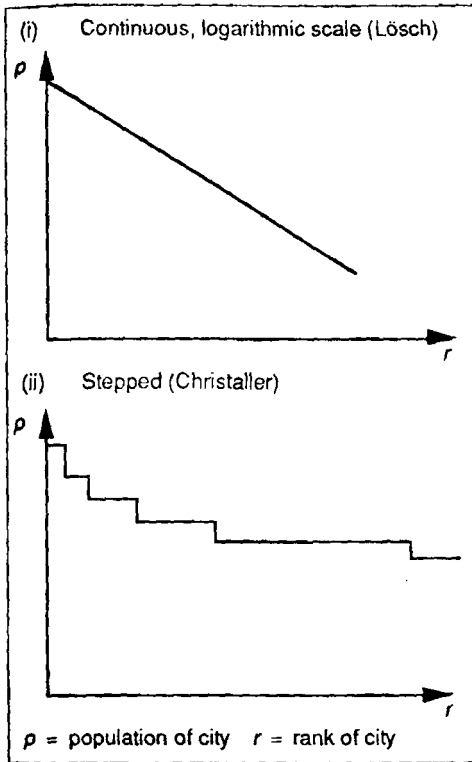 (i) Continuous, logarithmic scale (Lösch)
p
r
(ii) Stepped (Christaller)
p
r
p = population of city r = rank of city